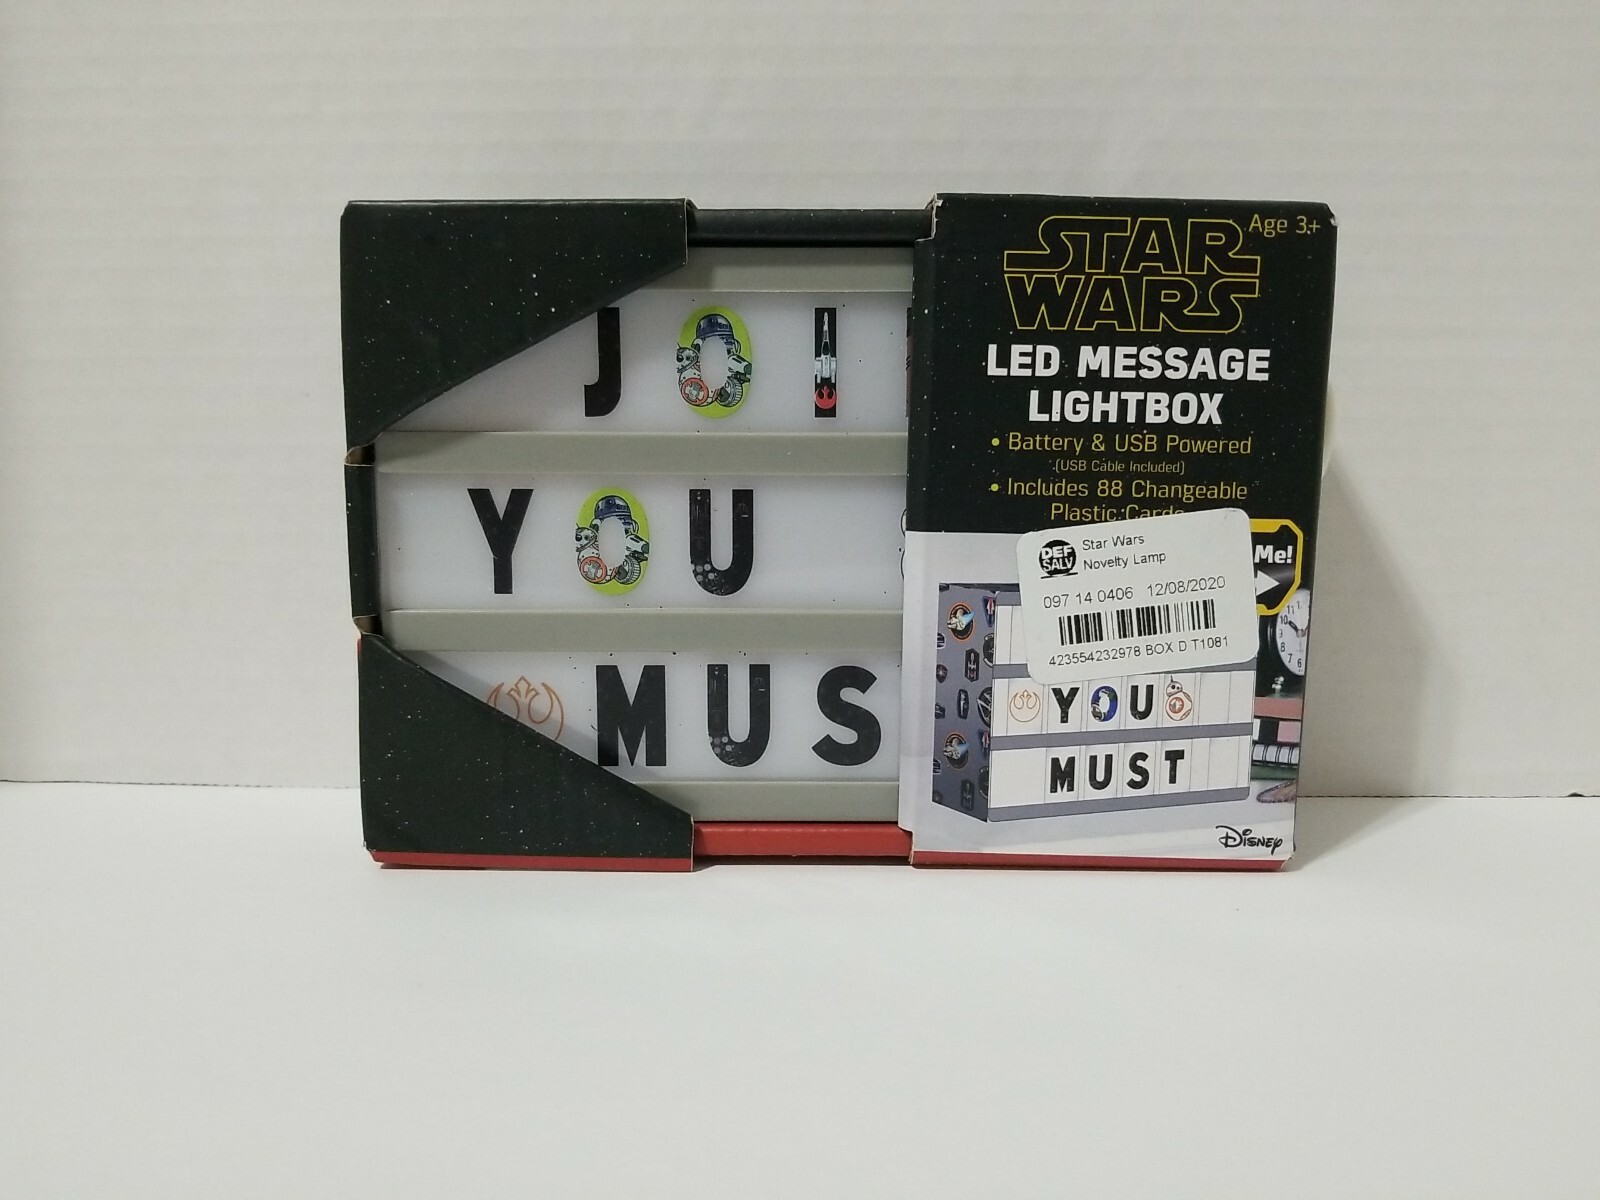 JOI
YOU
MUS
STAR
WARS
Age 3+
LED MESSAGE
LIGHTBOX
• Battery & USB Powered
(USB Cable Included)
• Includes 88 Changeable
Plastic Cards
Me!
DEF
SALV
Star Wars
Novelty Lamp
097 14 0406 12/08/2020
423554232978 BOX D T1081
YOU
MUST
Disney